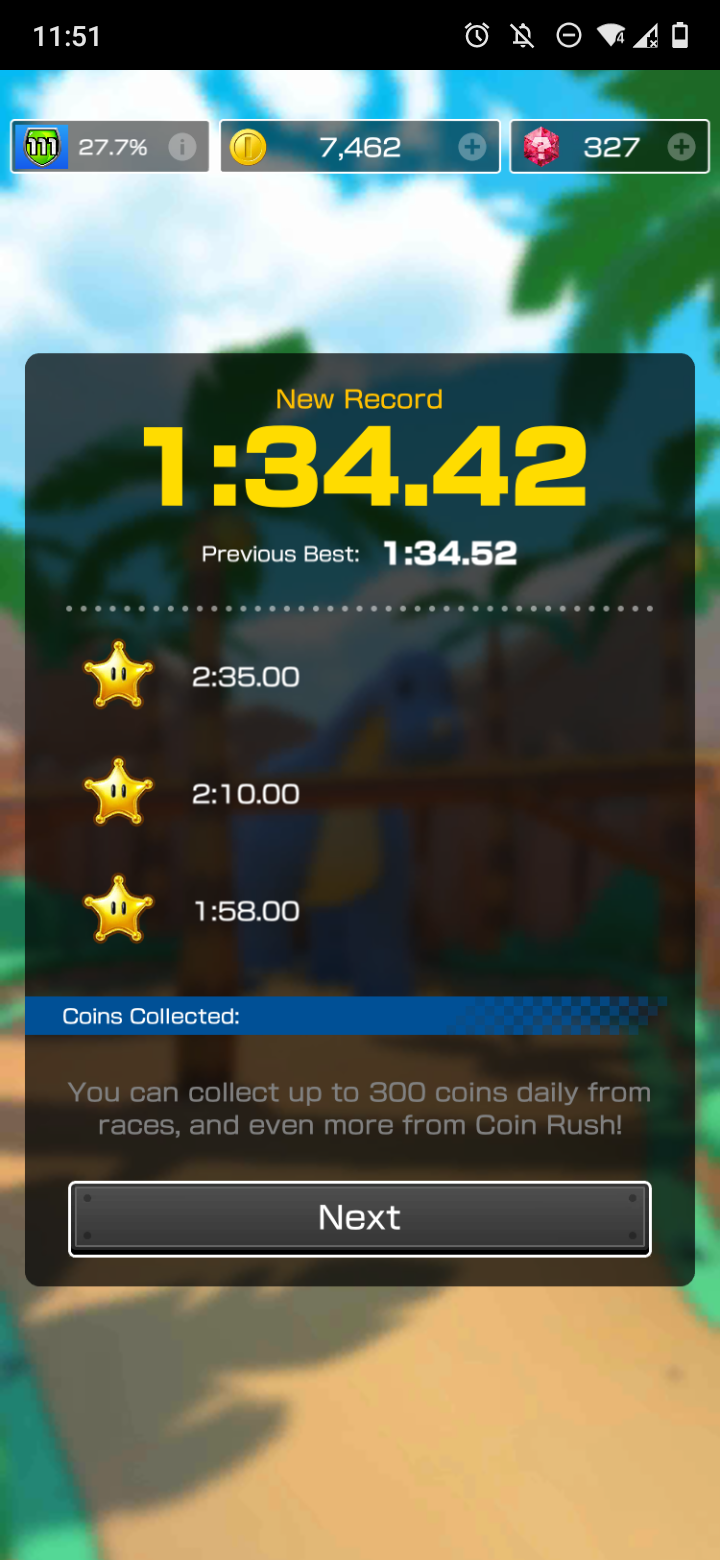 11:51
4
111 27.7% i 7,462 + ? 327 +
New Record
1:34.42
Previous Best: 1:34.52
2:35.00
2:10.00
1:58.00
Coins Collected:
You can collect up to 300 coins daily from
races, and even more from Coin Rush!
Next